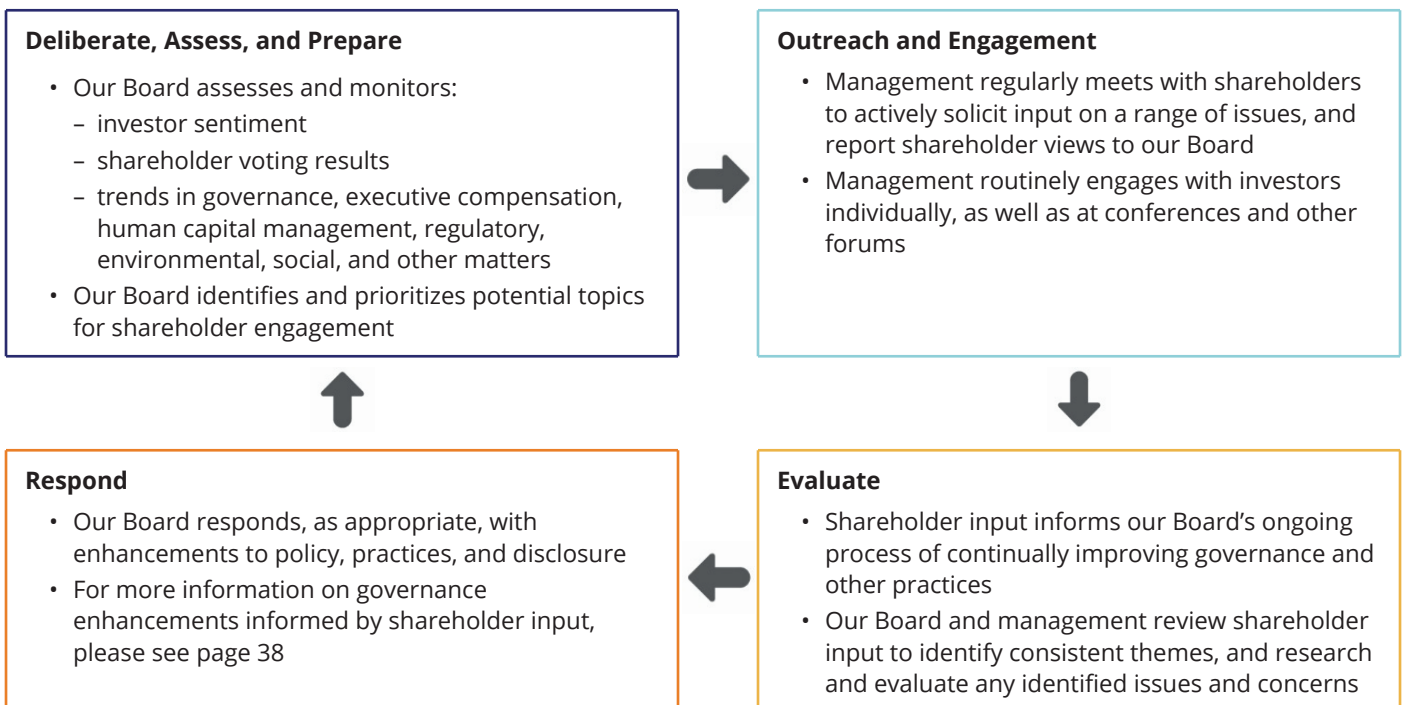 Deliberate, Assess, and Prepare
• Our Board assesses and monitors:
– investor sentiment
– shareholder voting results
– trends in governance, executive compensation,
human capital management, regulatory,
environmental, social, and other matters
• Our Board identifies and prioritizes potential topics
for shareholder engagement
Outreach and Engagement
• Management regularly meets with shareholders
to actively solicit input on a range of issues, and
report shareholder views to our Board
• Management routinely engages with investors
individually, as well as at conferences and other
forums
Respond
• Our Board responds, as appropriate, with
enhancements to policy, practices, and disclosure
• For more information on governance
enhancements informed by shareholder input,
please see page 38
Evaluate
• Shareholder input informs our Board’s ongoing
process of continually improving governance and
other practices
• Our Board and management review shareholder
input to identify consistent themes, and research
and evaluate any identified issues and concerns